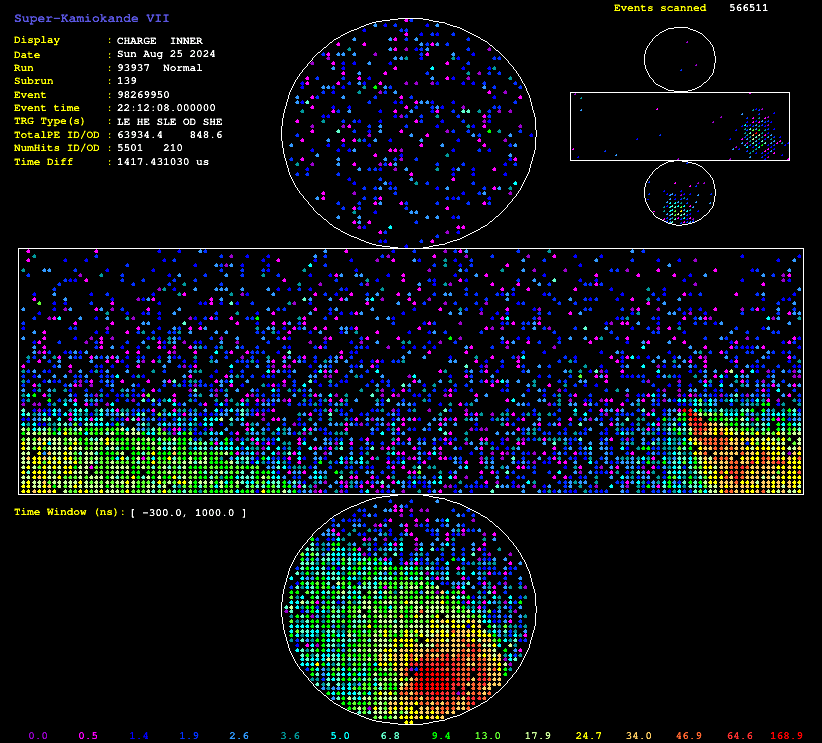 Super-Kamiokande VII
Events scanned 566511
Display : CHARGE INNER
Date : Sun Aug 25 2024
Run : 93937 Normal
Subrun : 139
Event : 98269950
Event time : 22:12:08.000000
TRG Type(s) : LE HE SLE OD SHE
TotalPE ID/OD : 63934.4 848.6
NumHits ID/OD : 5501 210
Time Diff : 1417.431030 us
Time Window (ns): [ -300.0, 1000.0 ]
0.0 0.5 1.4 1.9 2.6 3.6 5.0 6.8 9.4 13.0 17.9 24.7 34.0 46.9 64.6 168.9